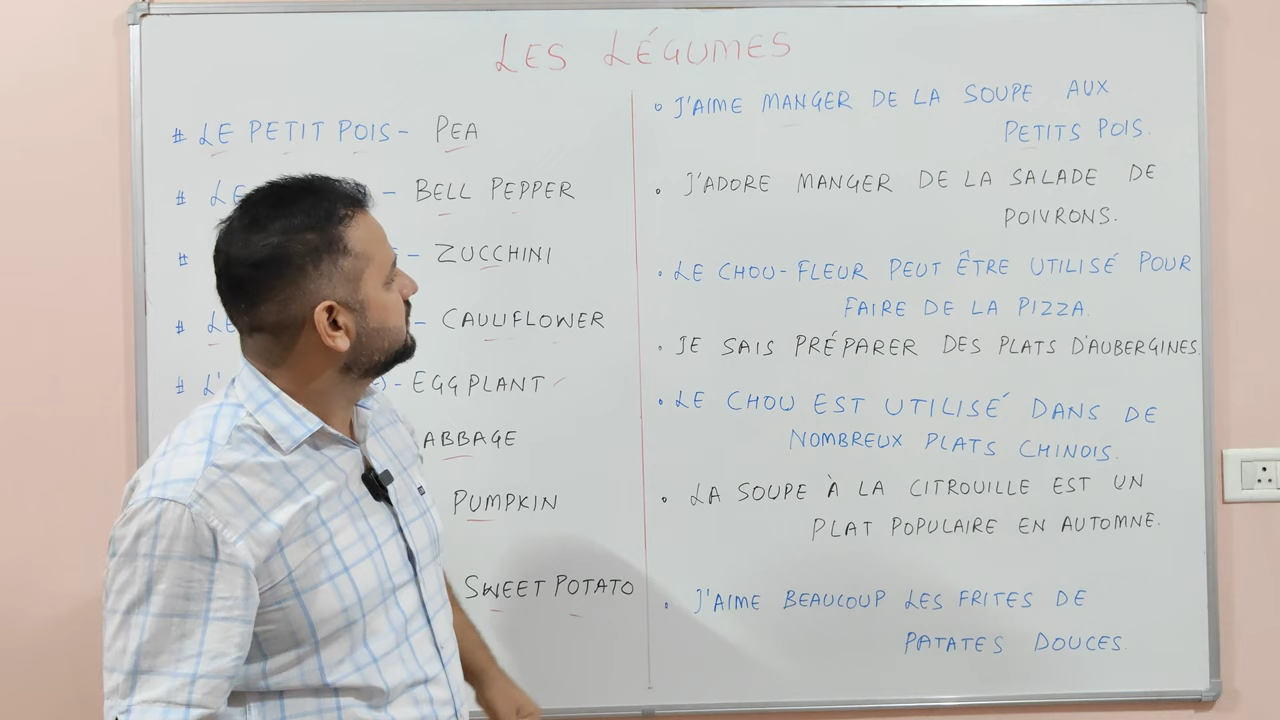 LES LÉGUMES
# LE PETIT POIS - PEA
# LE - BELL PEPPER
# - ZUCCHINI
# LE - CAULIFLOWER
# L' - EGGPLANT
ABBAGE
PUMPKIN
SWEET POTATO
• J'AIME MANGER DE LA SOUPE AUX
PETITS POIS.
• J'ADORE MANGER DE LA SALADE DE
POIVRONS.
• LE CHOU-FLEUR PEUT ÊTRE UTILISÉ POUR
FAIRE DE LA PIZZA.
• JE SAIS PRÉPARER DES PLATS D'AUBERGINES.
• LE CHOU EST UTILISÉ DANS DE
NOMBREUX PLATS CHINOIS.
• LA SOUPE À LA CITROUILLE EST UN
PLAT POPULAIRE EN AUTOMNE.
• J'AIME BEAUCOUP LES FRITES DE
PATATES DOUCES.